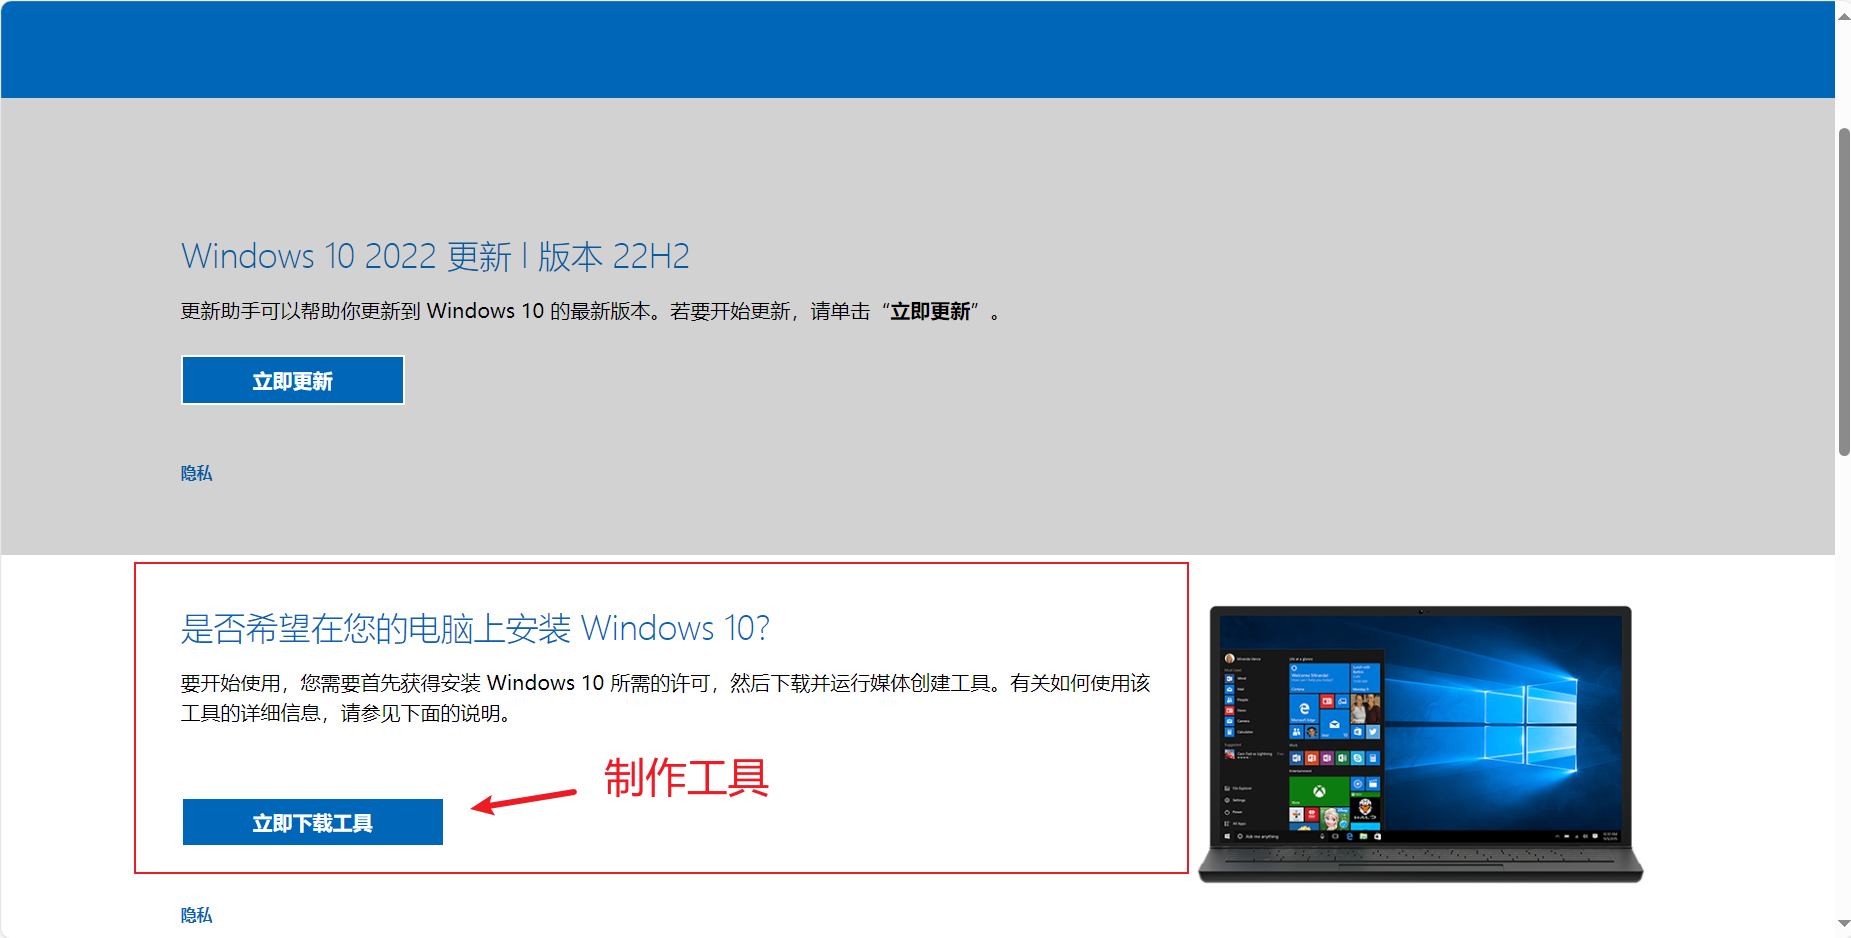 Windows 10 2022 更新 | 版本 22H2
更新助手可以帮助你更新到 Windows 10 的最新版本。若要开始更新，请单击“立即更新”。
立即更新
隐私
是否希望在您的电脑上安装 Windows 10?
要开始使用，您需要首先获得安装 Windows 10 所需的许可，然后下载并运行媒体创建工具。有关如何使用该
工具的详细信息，请参见下面的说明。
制作工具
立即下载工具
隐私